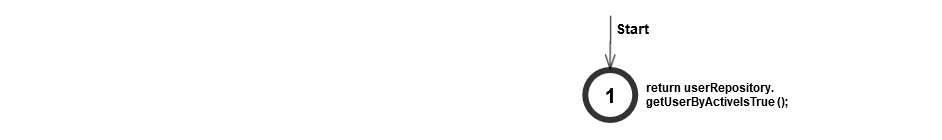 Start
1
return userRepository.
getUserByActiveIsTrue ();